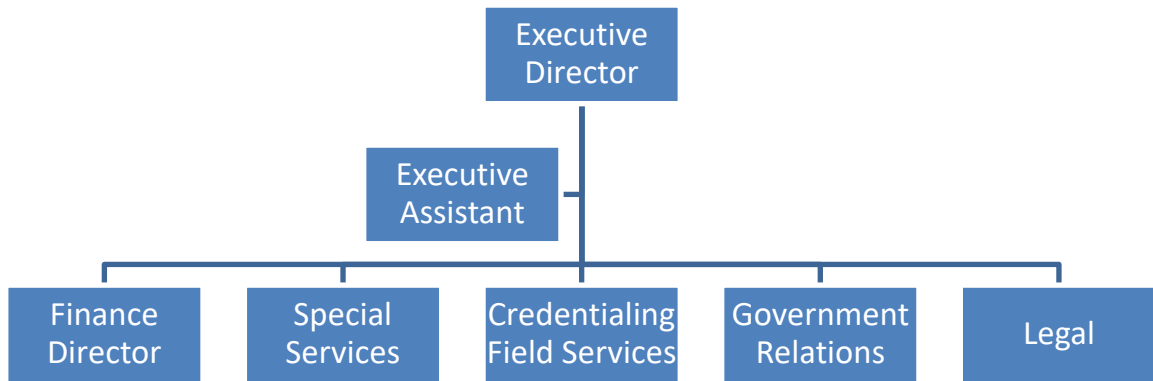 Executive
Director
Executive
Assistant
Finance
Director
Special
Services
Credentialing
Field Services
Government
Relations
Legal